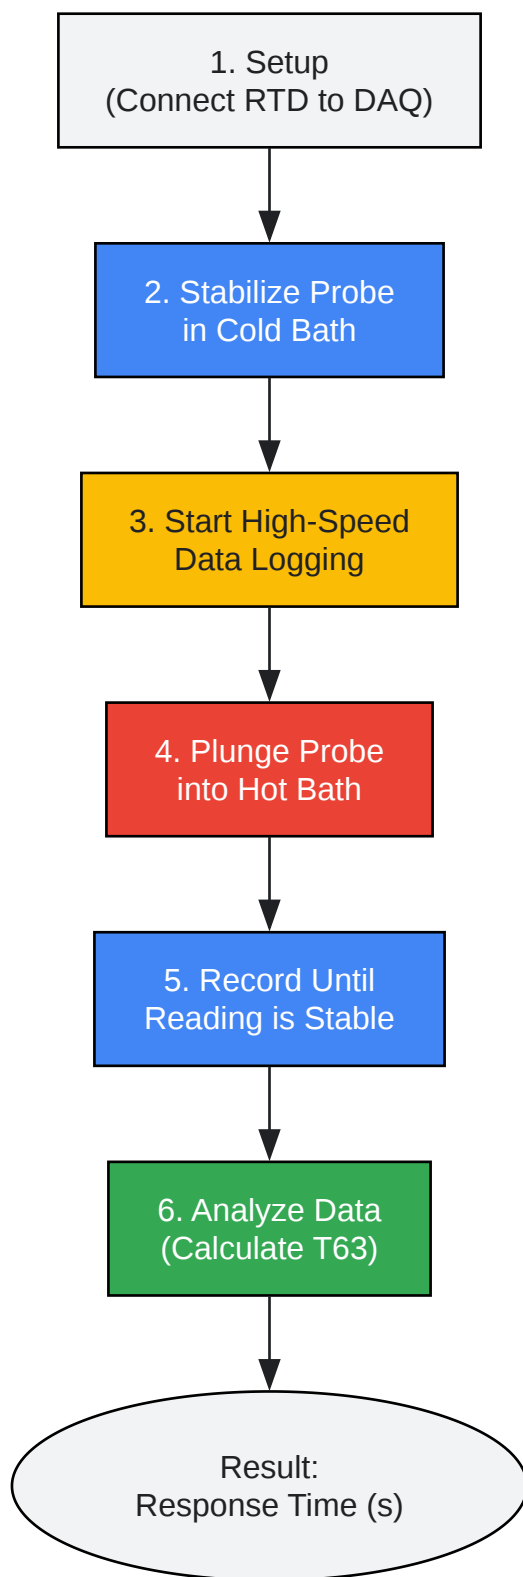 1. Setup
(Connect RTD to DAQ)
2. Stabilize Probe
in Cold Bath
3. Start High-Speed
Data Logging
4. Plunge Probe
into Hot Bath
5. Record Until
Reading is Stable
6. Analyze Data
(Calculate T63)
Result:
Response Time (s)